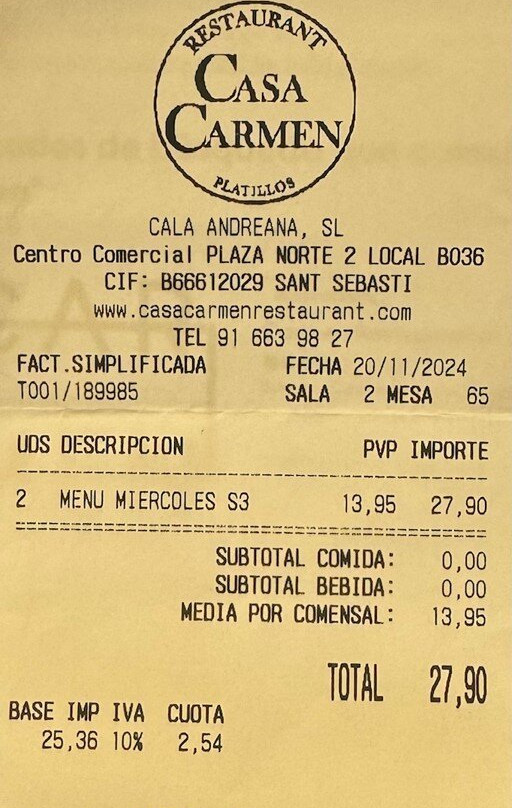 RESTAURANT
CASA
CARMEN
PLATILLOS
CALA ANDREANA, SL
Centro Comercial PLAZA NORTE 2 LOCAL B036
CIF: B66612029 SANT SEBASTI
www.casacarmenrestaurant.com
TEL 91 663 98 27
FACT.SIMPLIFICADA FECHA 20/11/2024
T001/189985 SALA 2 MESA 65
UDS DESCRIPCION PVP IMPORTE
2 MENU MIERCOLES S3 13,95 27,90
SUBTOTAL COMIDA: 0,00
SUBTOTAL BEBIDA: 0,00
MEDIA POR COMENSAL: 13,95
TOTAL 27,90
BASE IMP IVA CUOTA
25,36 10% 2,54